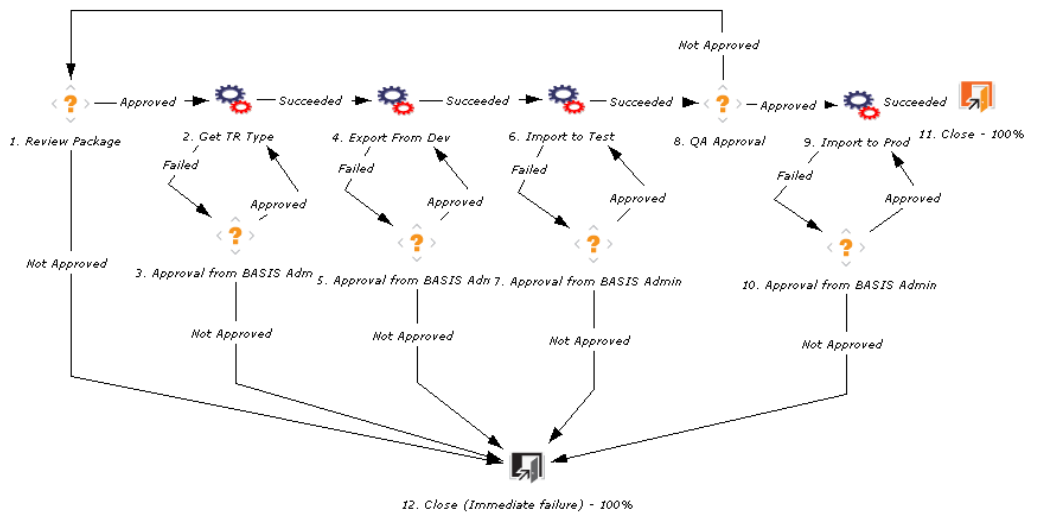 Not Approved
Approved
Succeeded
Succeeded
Succeeded
Approved
Succeeded
1. Review Package
2. Get TR Type
4. Export From Dev
6. Import to Test
8. QA Approval
9. Import to Prod
11. Close - 100%
Failed
Approved
Failed
Approved
Failed
Approved
Failed
Approved
Not Approved
3. Approval from BASIS Adm
5. Approval from BASIS Adm
7. Approval from BASIS Admin
10. Approval from BASIS Admin
Not Approved
Not Approved
Not Approved
Not Approved
12. Close (Immediate failure) - 100%